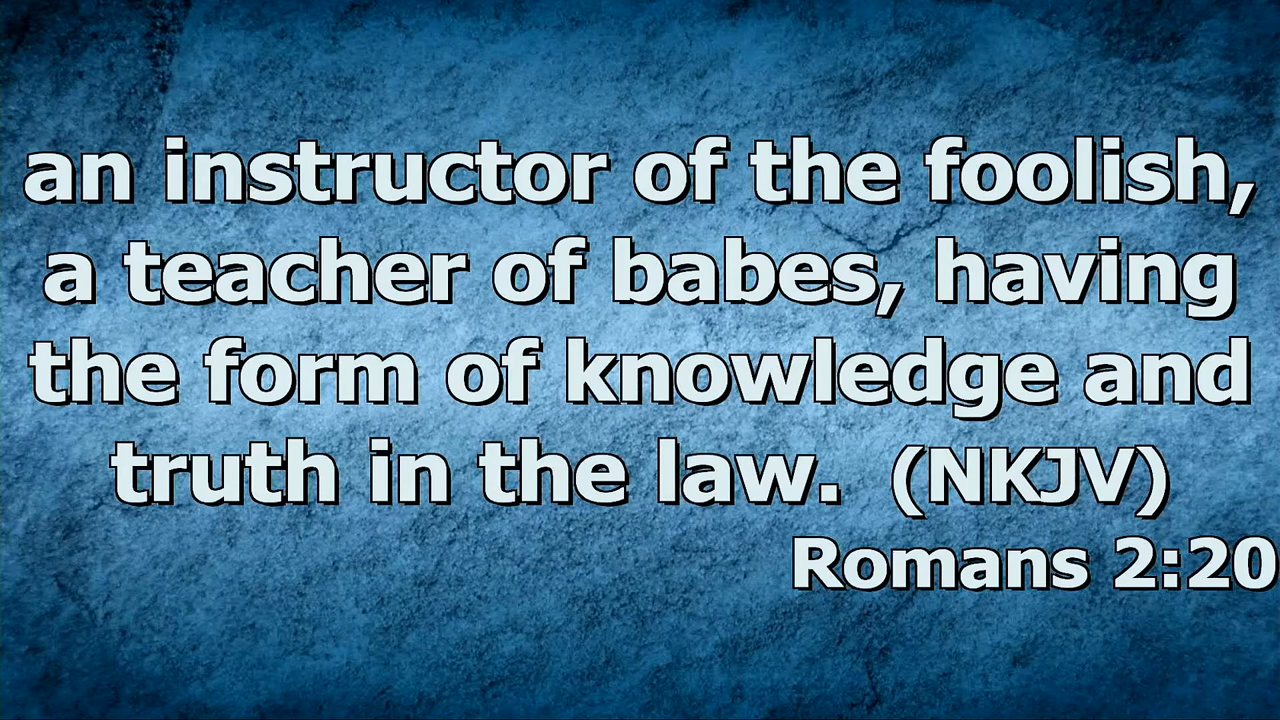 an instructor of the foolish,
a teacher of babes, having
the form of knowledge and
truth in the law.  (NKJV)
Romans 2:20